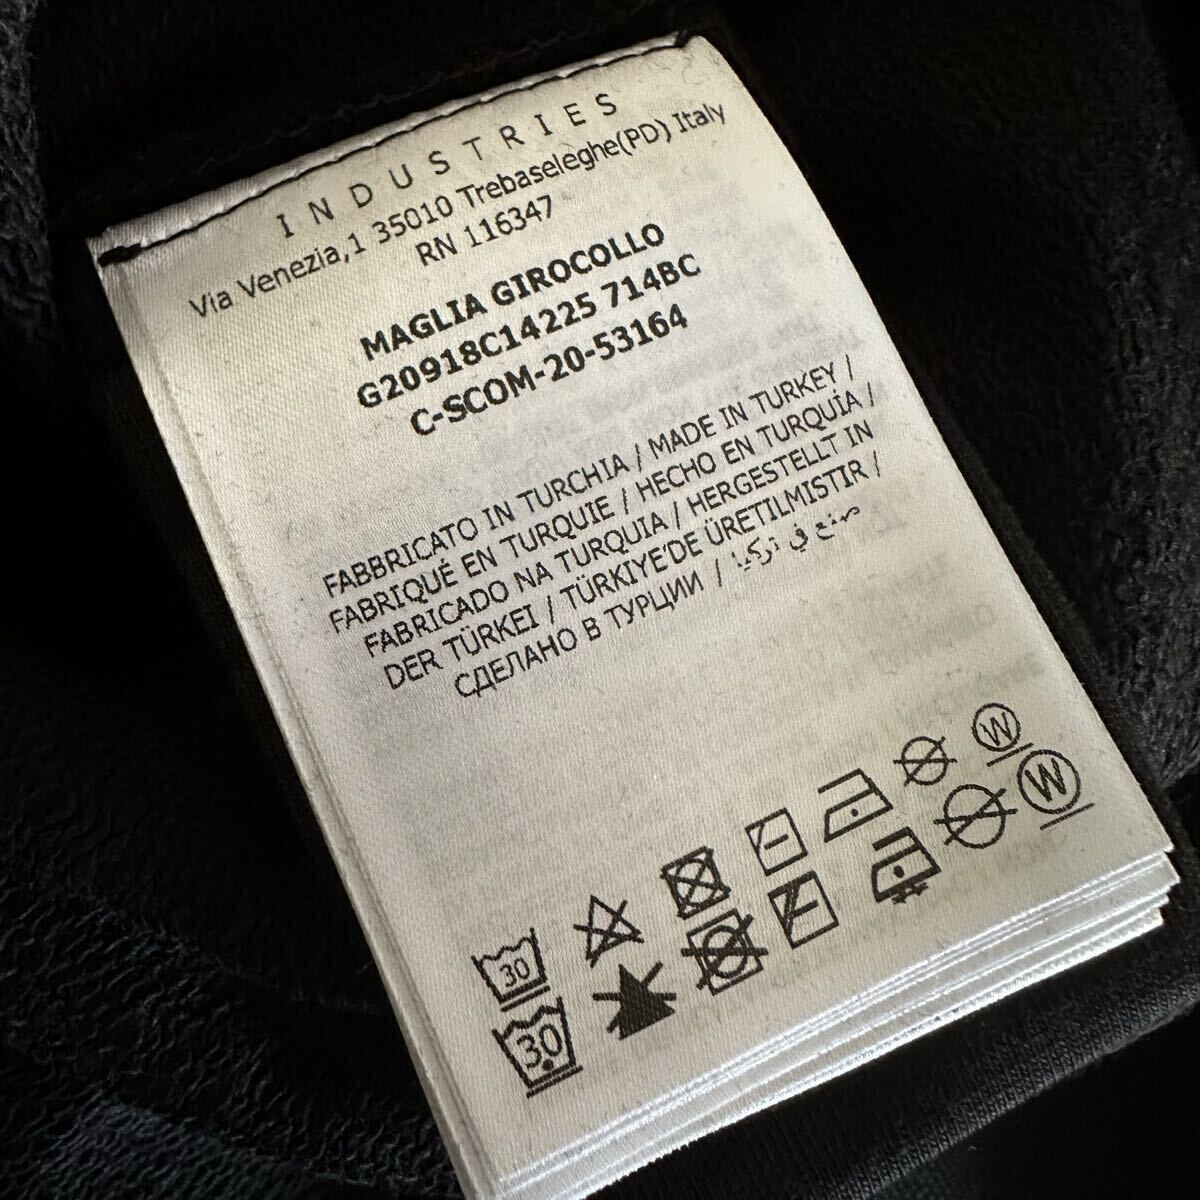 INDUSTRIES
Via Venezia,1 35010 Trebaseleghe(PD) Italy
RN 116347
MAGLIA GIROCOLLO
G20918C14225 714BC
C-SCOM-20-53164
FABBRICATO IN TURCHIA / MADE IN TURKEY /
FABRIQUÉ EN TURQUIE / HECHO EN TURQUÍA /
FABRICADO NA TURQUIA / HERGESTELLT IN
DER TÜRKEI / TÜRKIYE'DE ÜRETILMISTIR /
СДЕЛАНО В ТУРЦИИ / صنع في تركيا
30
W
30
W